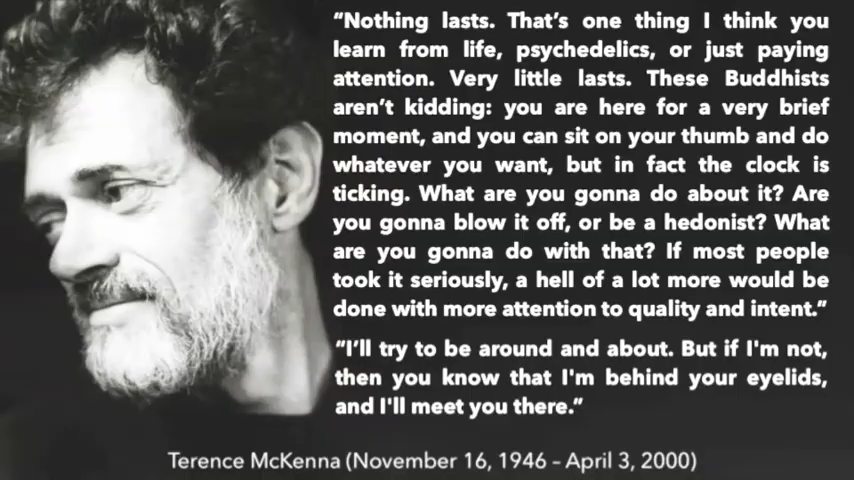 “Nothing lasts. That’s one thing I think you
learn from life, psychedelics, or just paying
attention. Very little lasts. These Buddhists
aren’t kidding: you are here for a very brief
moment, and you can sit on your thumb and do
whatever you want, but in fact the clock is
ticking. What are you gonna do about it? Are
you gonna blow it off, or be a hedonist? What
are you gonna do with that? If most people
took it seriously, a hell of a lot more would be
done with more attention to quality and intent.”
“I’ll try to be around and about. But if I'm not,
then you know that I'm behind your eyelids,
and I'll meet you there.”
Terence McKenna (November 16, 1946 – April 3, 2000)